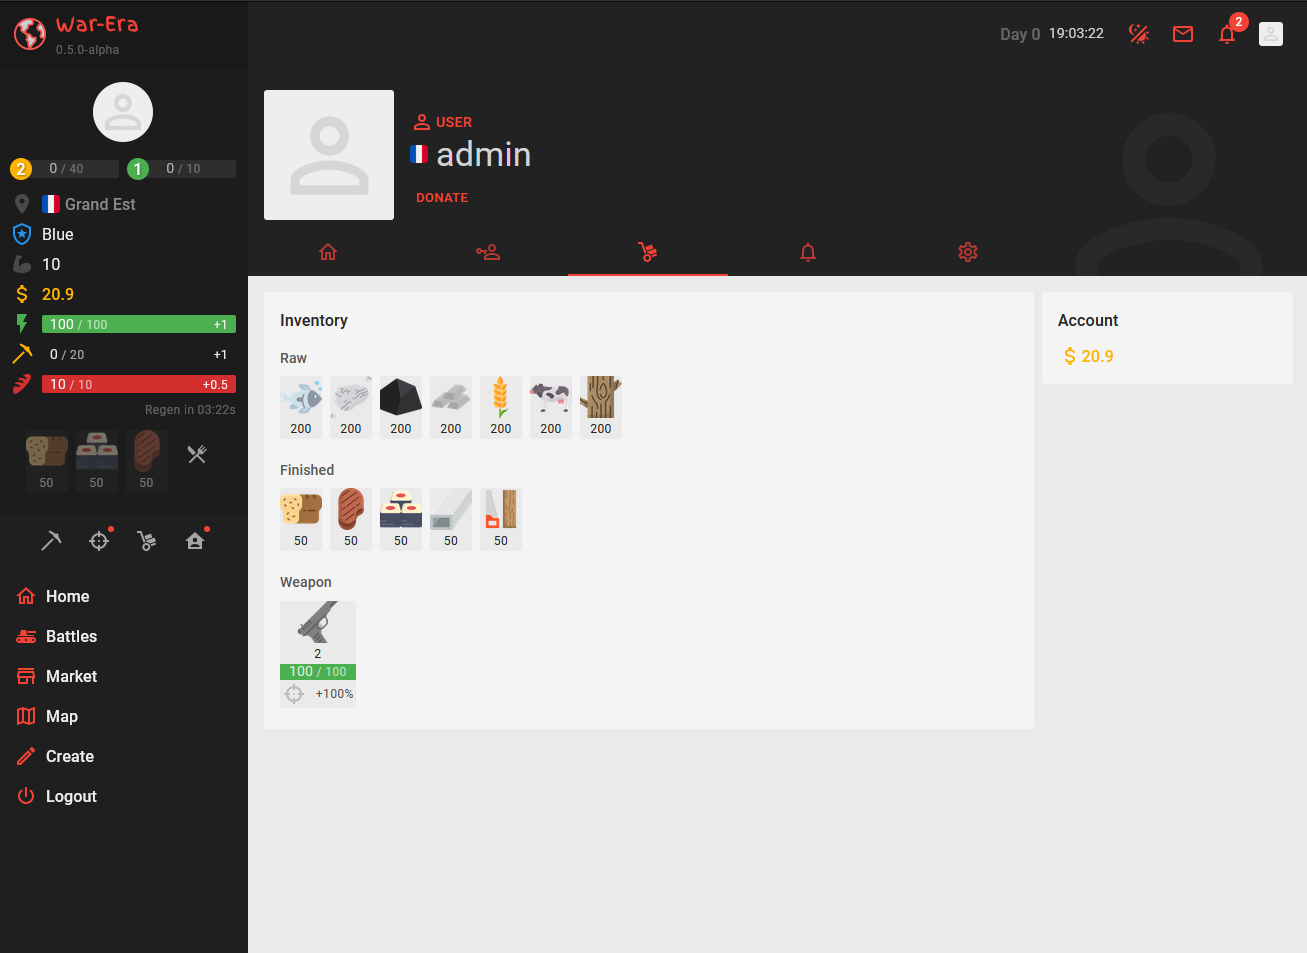 War-Era
0.5.0-alpha
2 0 / 40 1 0 / 10
Grand Est
Blue
10
$ 20.9
100 / 100 +1
0 / 20 +1
10 / 10 +0.5
Regen in 03:22s
50 50 50
Home
Battles
Market
Map
Create
Logout
Day 0 19:03:22 2
USER
admin
DONATE
Inventory
Raw
200 200 200 200 200 200 200
Finished
50 50 50 50 50
Weapon
2
100 / 100
+100%
Account
$ 20.9